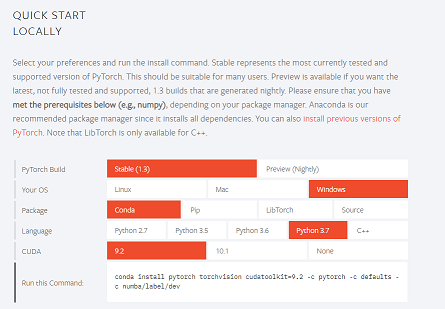 QUICK START
LOCALLY
Select your preferences and run the install command. Stable represents the most currently tested and
supported version of PyTorch. This should be suitable for many users. Preview is available if you want the
latest, not fully tested and supported, 1.3 builds that are generated nightly. Please ensure that you have
met the prerequisites below (e.g., numpy), depending on your package manager. Anaconda is our
recommended package manager since it installs all dependencies. You can also install previous versions of
PyTorch. Note that LibTorch is only available for C++.
PyTorch Build Stable (1.3) Preview (Nightly)
Your OS Linux Mac Windows
Package Conda Pip LibTorch Source
Language Python 2.7 Python 3.5 Python 3.6 Python 3.7 C++
CUDA 9.2 10.1 None
Run this Command: conda install pytorch torchvision cudatoolkit=9.2 -c pytorch -c defaults -
c numba/label/dev